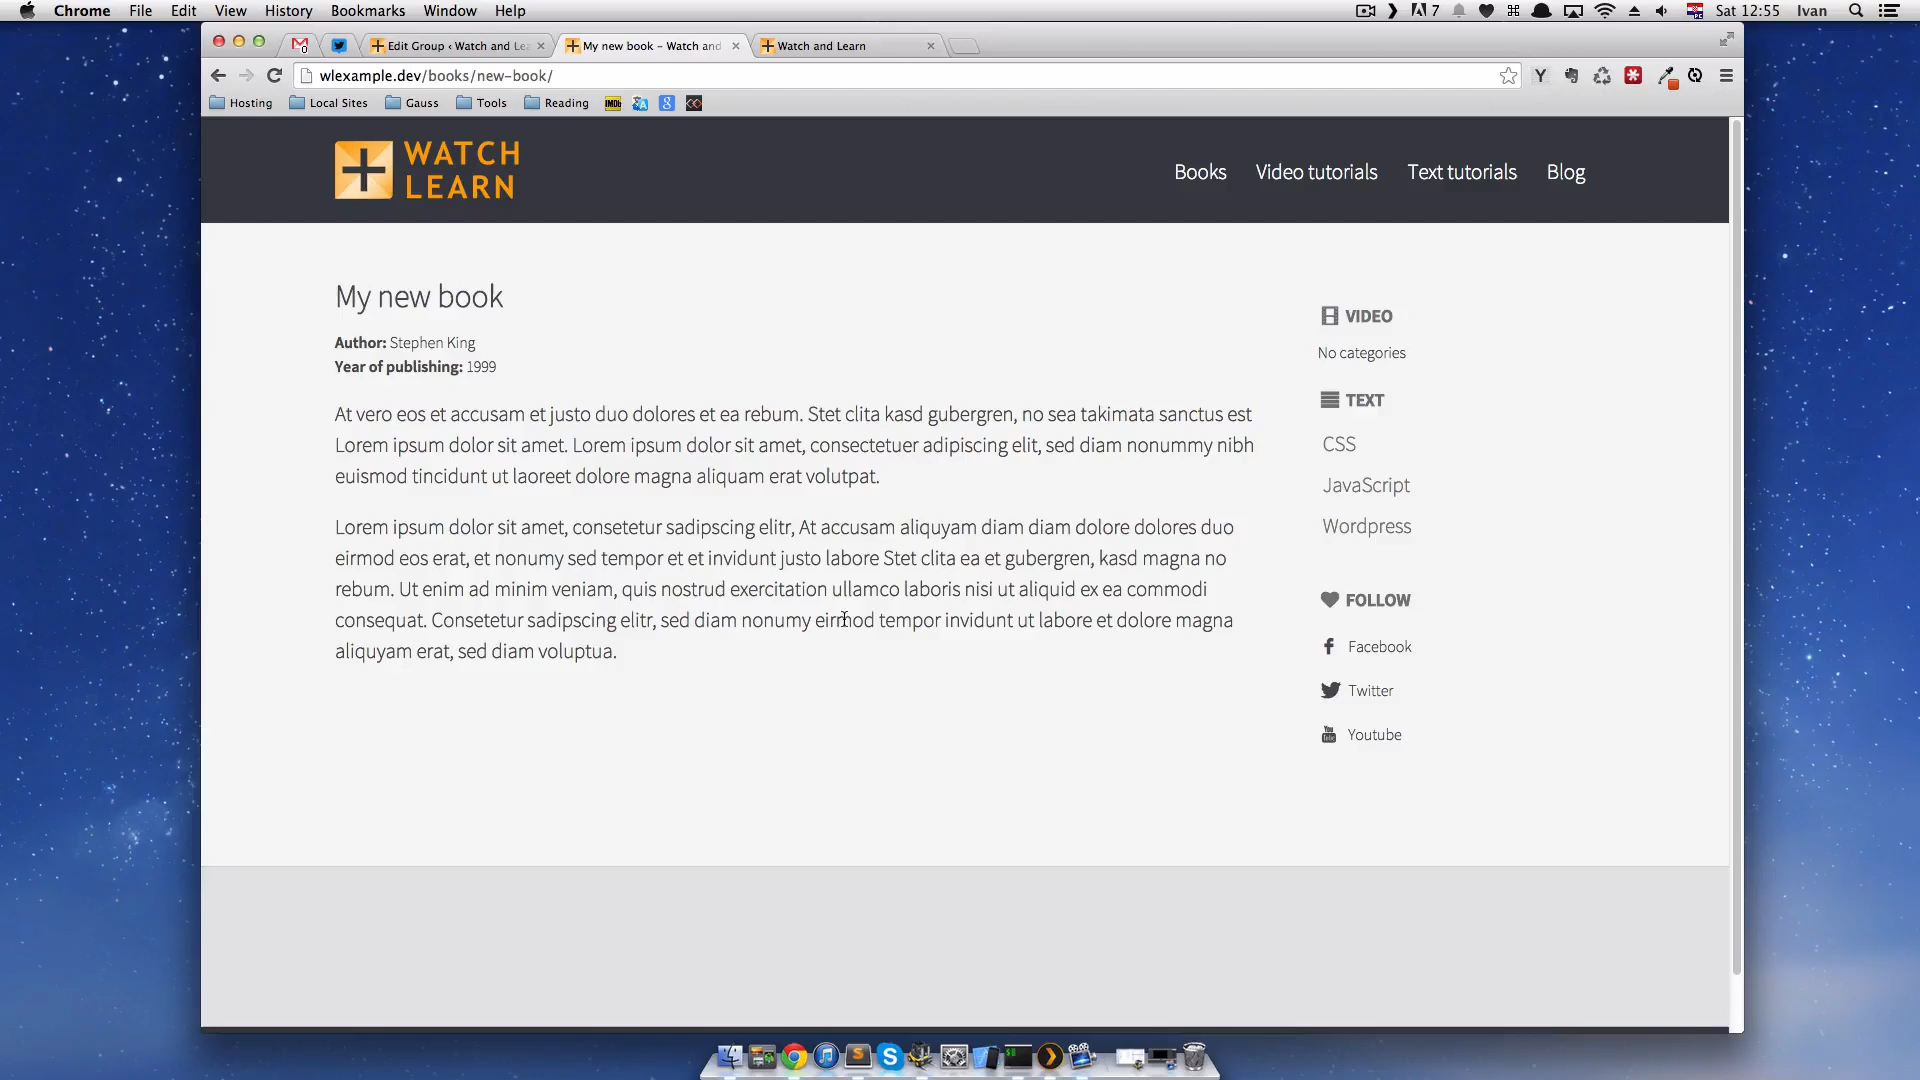 Chrome File Edit View History Bookmarks Window Help
7 Sat 12:55 Ivan
Edit Group ‹ Watch and Lea
My new book – Watch and
Watch and Learn
wlexample.dev/books/new-book/
Hosting Local Sites Gauss Tools Reading
WATCH
LEARN
Books Video tutorials Text tutorials Blog
My new book
Author: Stephen King
Year of publishing: 1999
At vero eos et accusam et justo duo dolores et ea rebum. Stet clita kasd gubergren, no sea takimata sanctus est
Lorem ipsum dolor sit amet. Lorem ipsum dolor sit amet, consectetuer adipiscing elit, sed diam nonummy nibh
euismod tincidunt ut laoreet dolore magna aliquam erat volutpat.
Lorem ipsum dolor sit amet, consetetur sadipscing elitr, At accusam aliquyam diam diam dolore dolores duo
eirmod eos erat, et nonumy sed tempor et et invidunt justo labore Stet clita ea et gubergren, kasd magna no
rebum. Ut enim ad minim veniam, quis nostrud exercitation ullamco laboris nisi ut aliquid ex ea commodi
consequat. Consetetur sadipscing elitr, sed diam nonumy eirmod tempor invidunt ut labore et dolore magna
aliquyam erat, sed diam voluptua.
VIDEO
No categories
TEXT
CSS
JavaScript
Wordpress
FOLLOW
Facebook
Twitter
Youtube